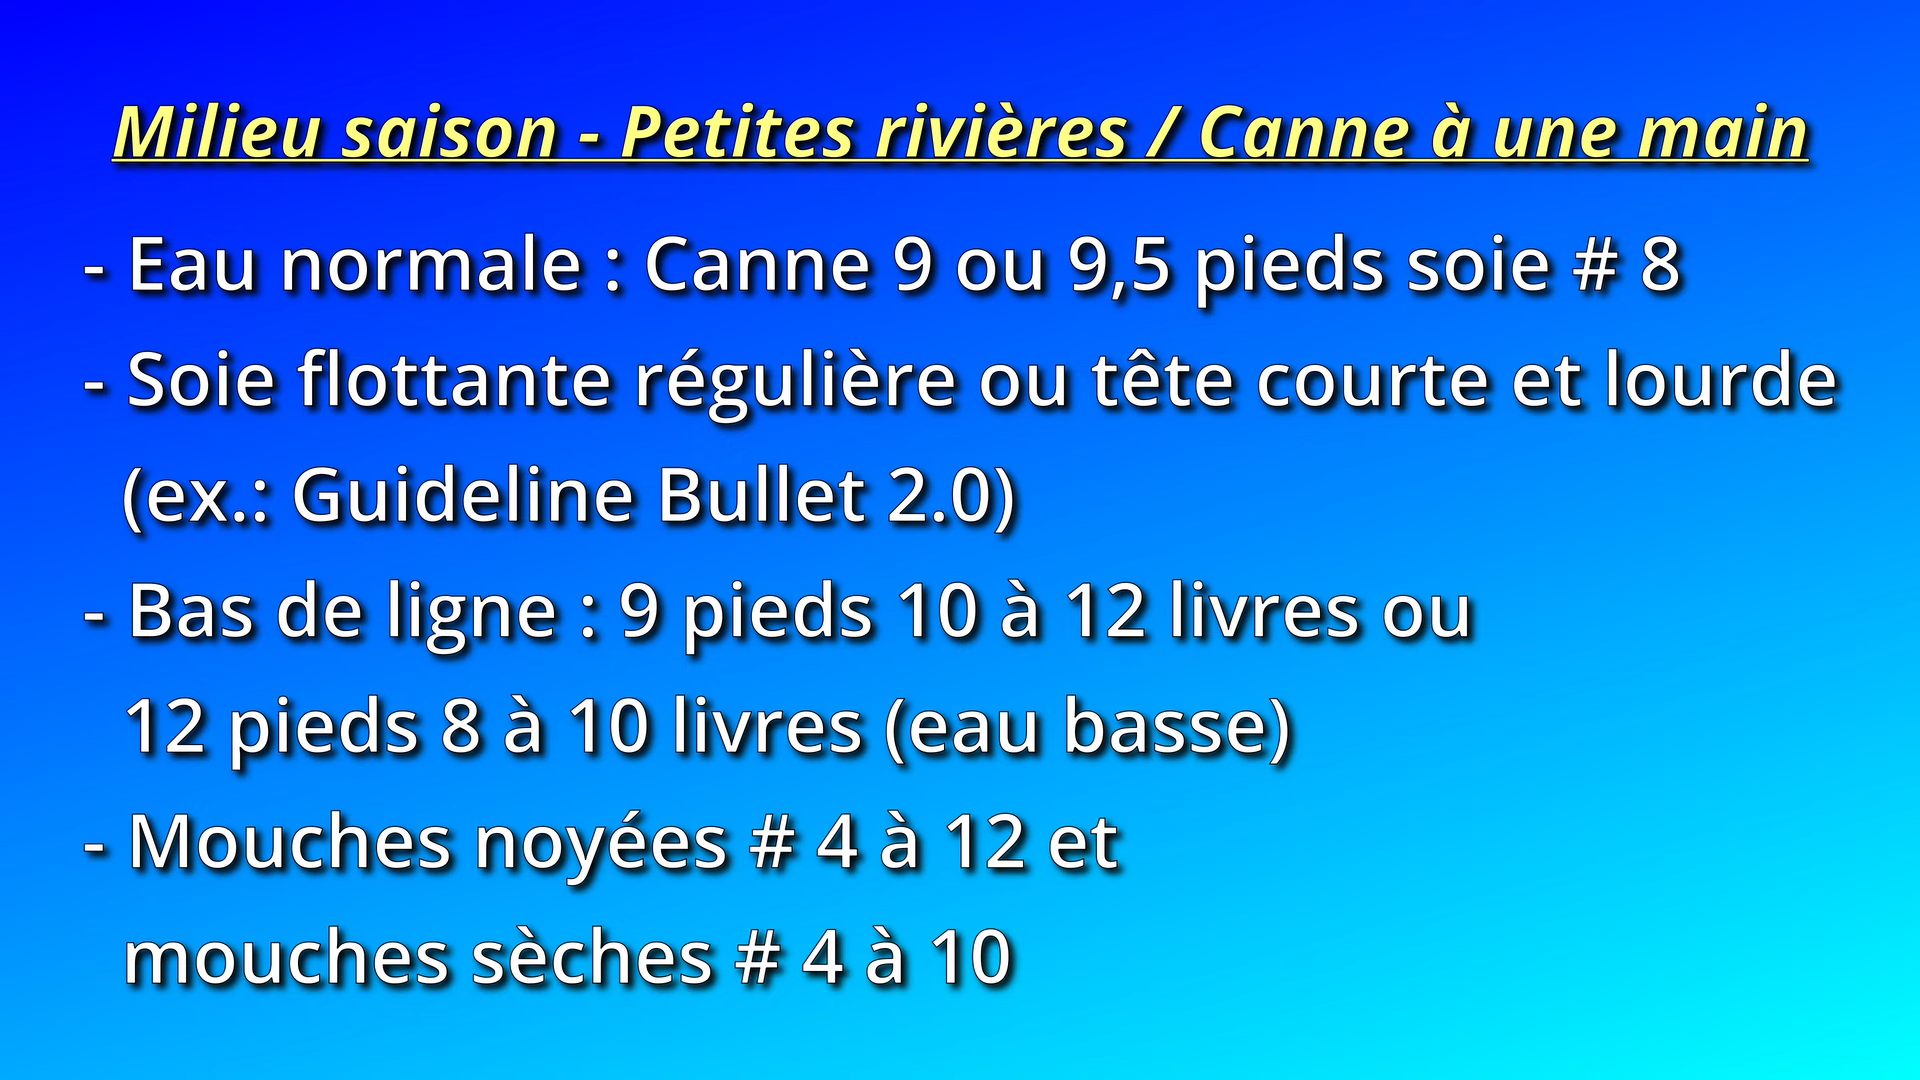 Milieu saison - Petites rivières / Canne à une main
- Eau normale : Canne 9 ou 9,5 pieds soie # 8
- Soie flottante régulière ou tête courte et lourde
(ex.: Guideline Bullet 2.0)
- Bas de ligne : 9 pieds 10 à 12 livres ou
12 pieds 8 à 10 livres (eau basse)
- Mouches noyées # 4 à 12 et
mouches sèches # 4 à 10